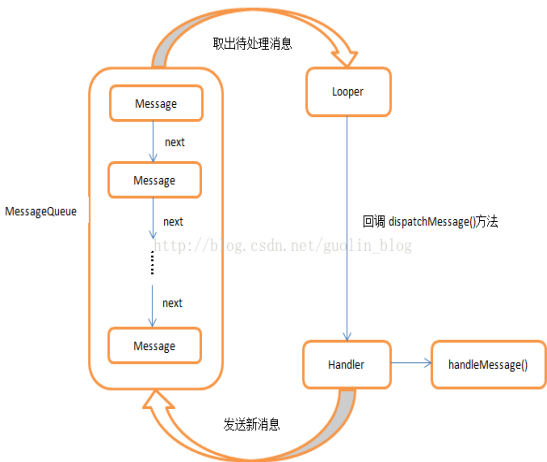 取出待处理消息
Message
Looper
next
Message
MessageQueue
next
回调 dispatchMessage()方法
http://blog.csdn.net/guolin_blog
next
Message
Handler
handleMessage()
发送新消息